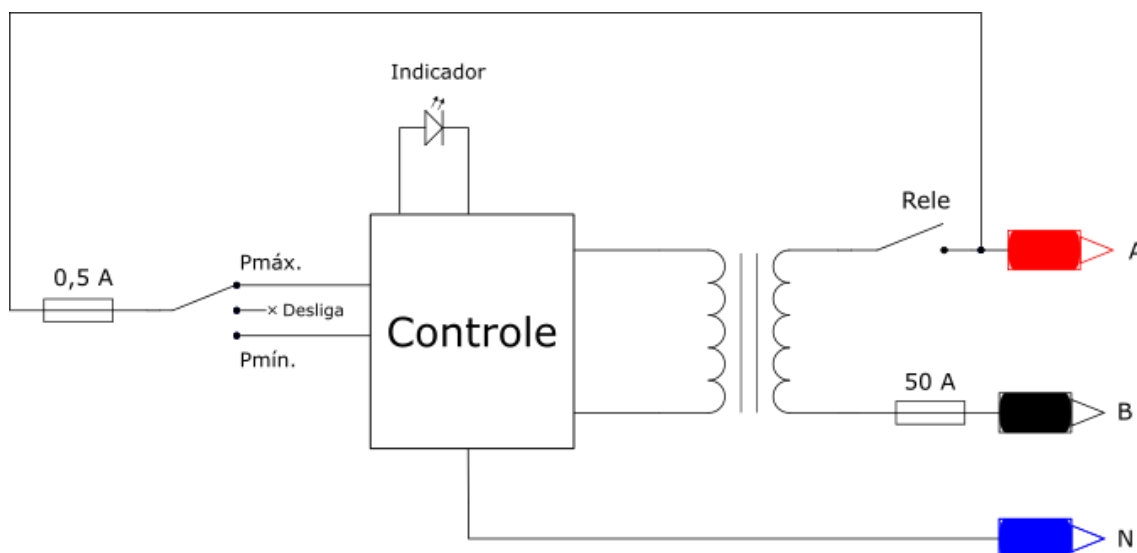 Indicador
Rele
A
0,5 A
Pmáx.
× Desliga
Pmín.
Controle
50 A
B
N